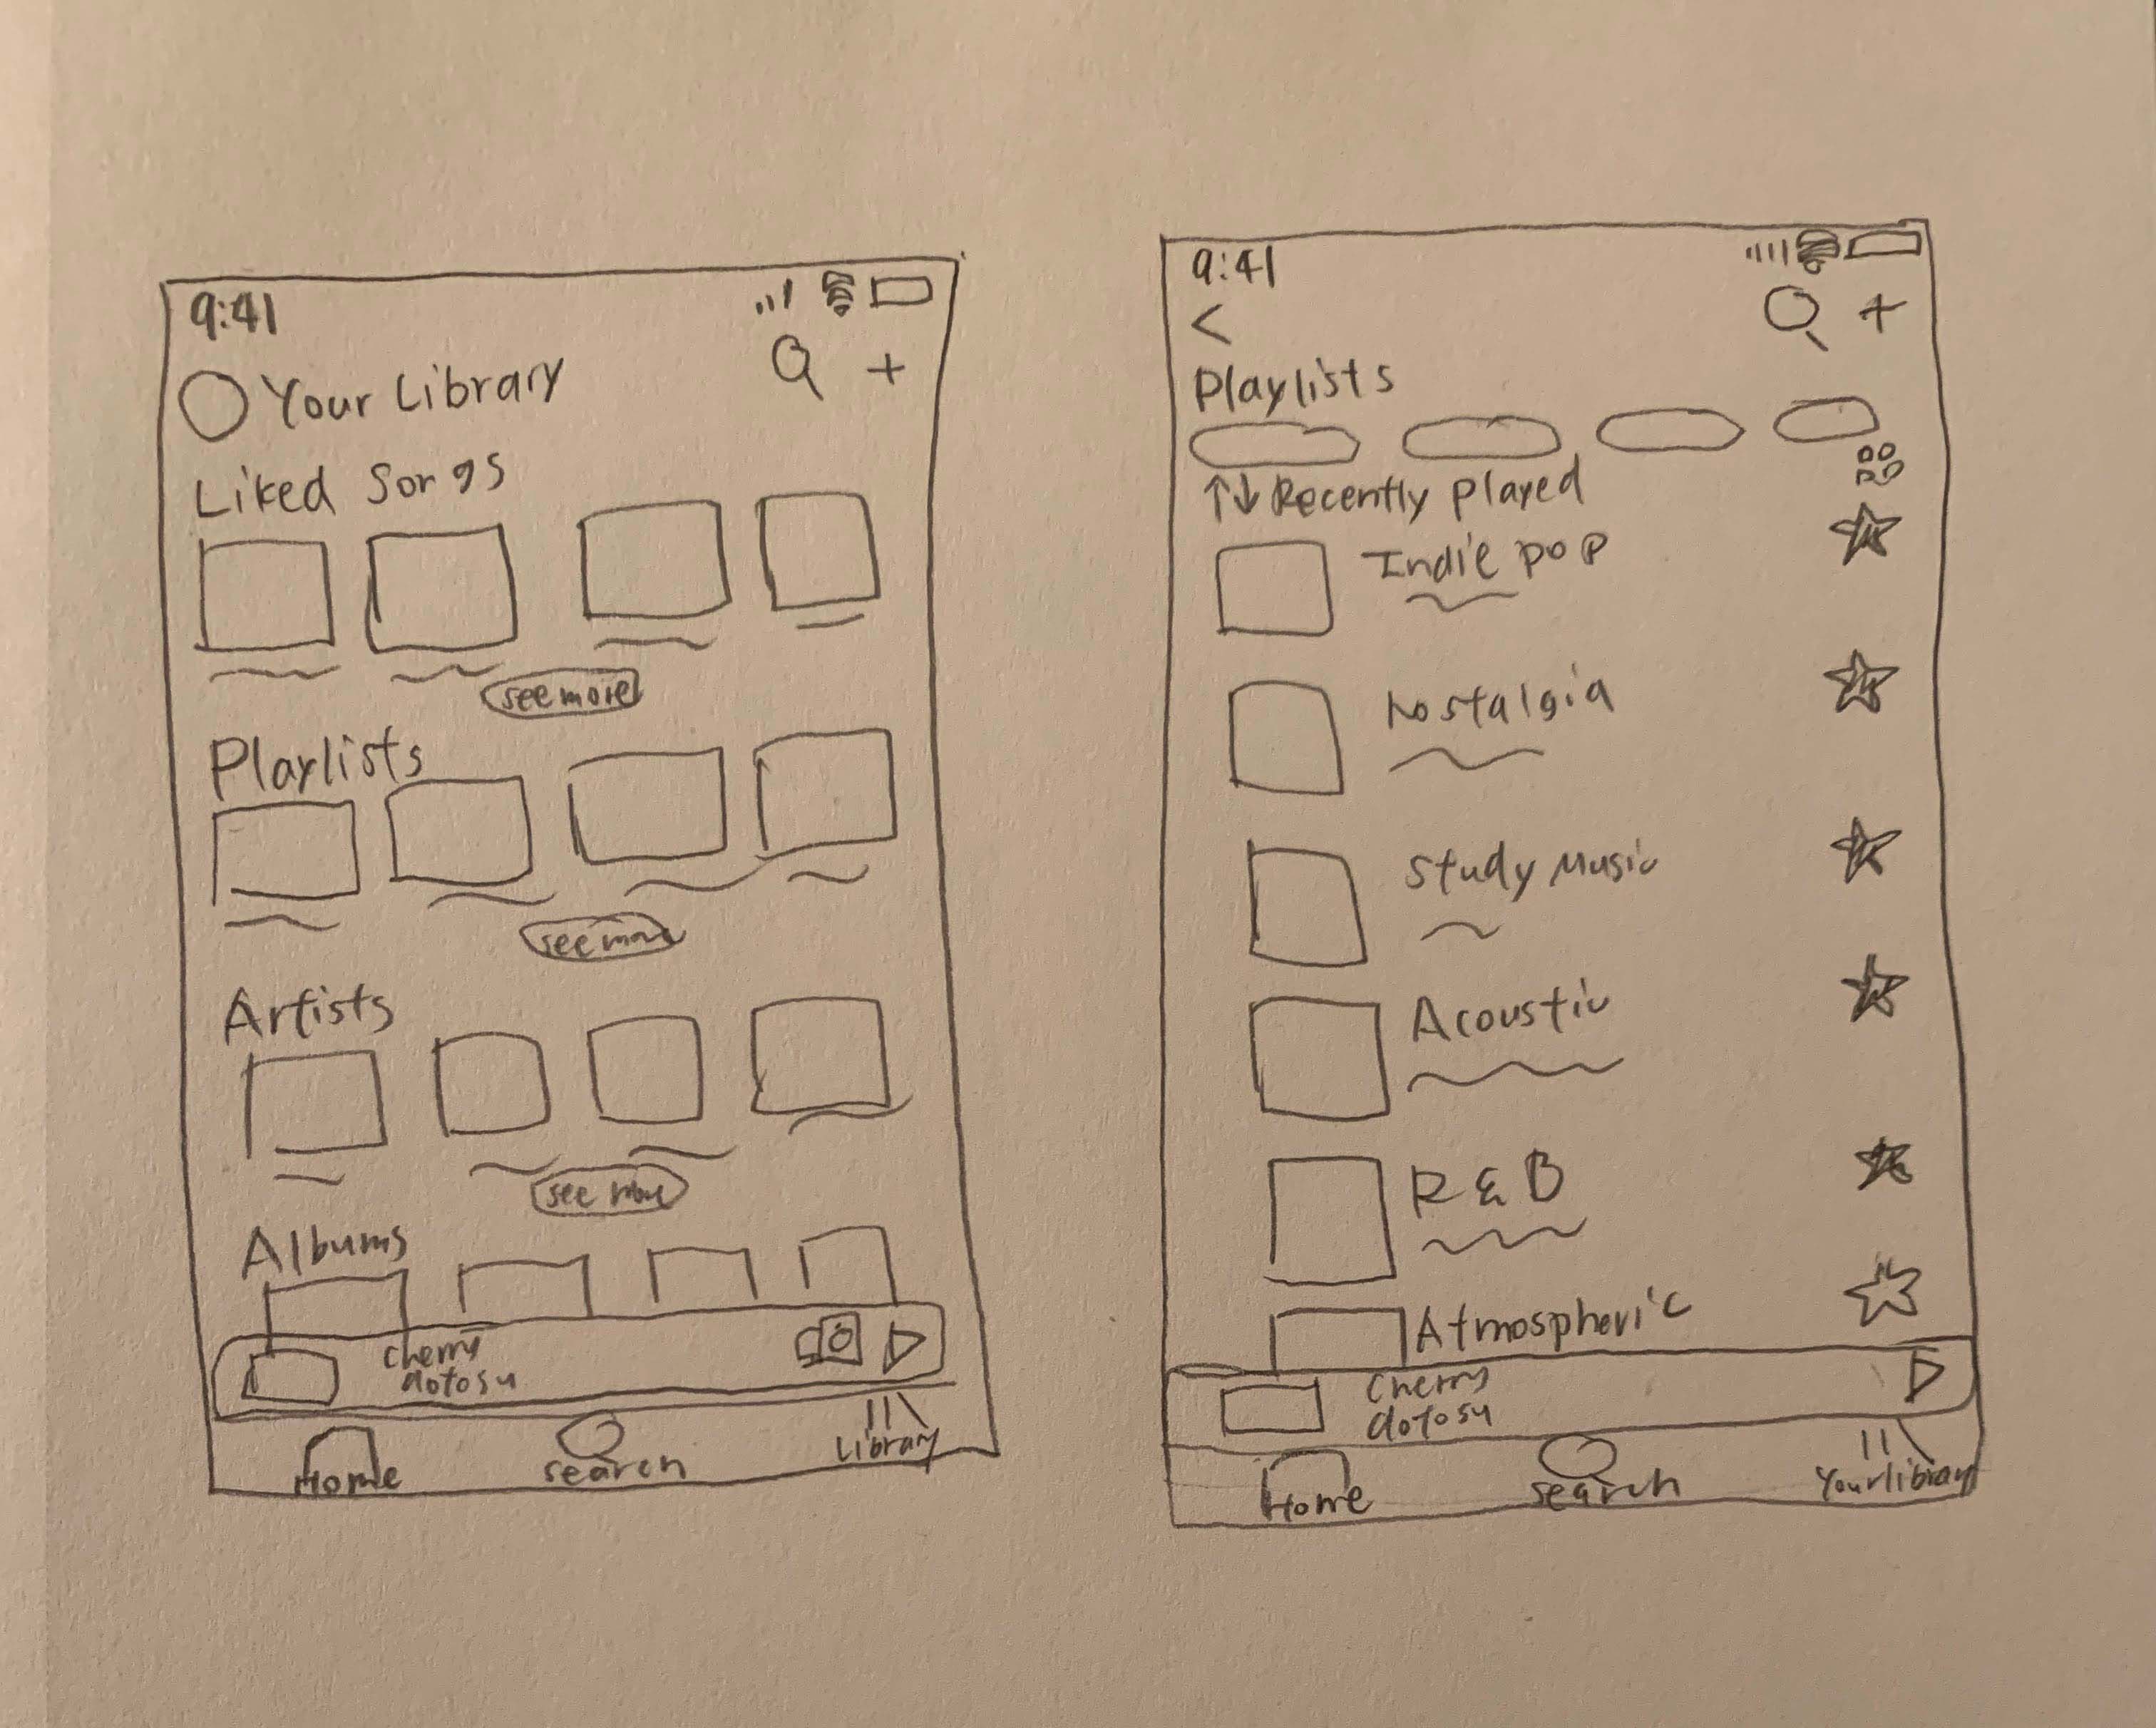 9:41
Your Library
Liked Songs
see more
Playlists
see more
Artists
see more
Albums
cherry
dotosu
Home
search
Library
9:41
<
+
Playlists
↑↓ Recently played
Indie pop
Nostalgia
Study Music
Acoustic
R & B
Atmospheric
Cherry
dotosu
Home
search
Your library